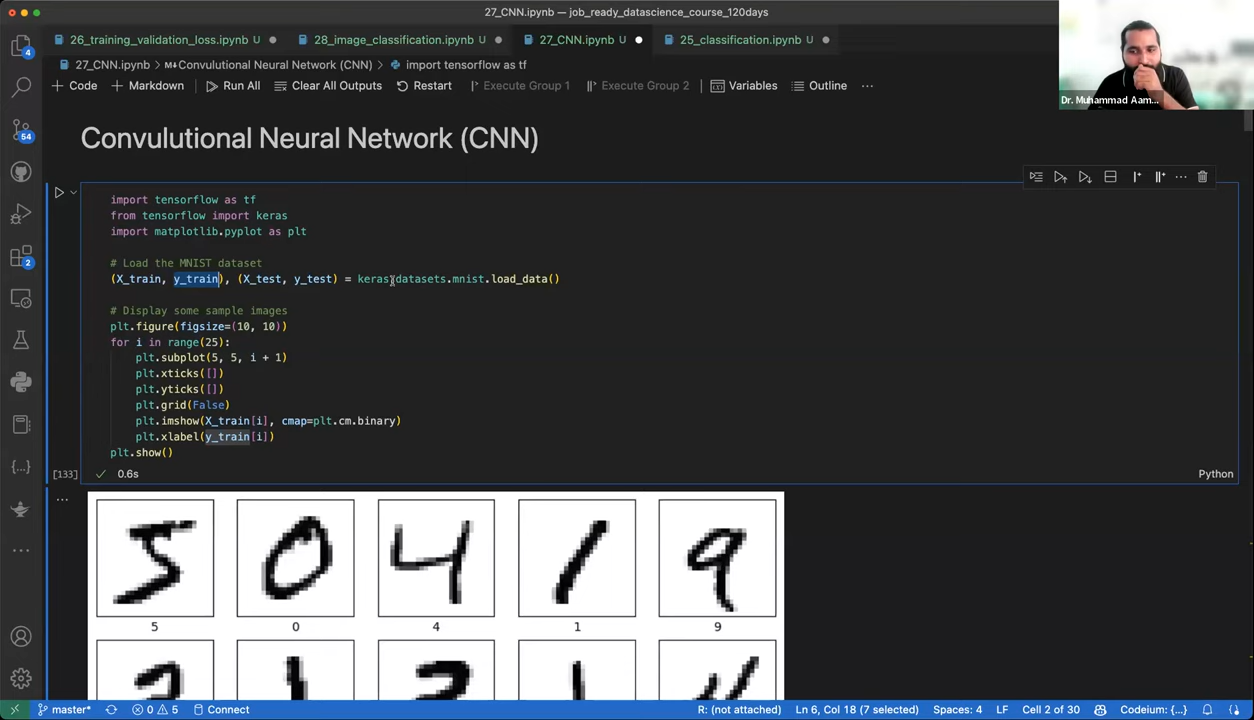 27_CNN.ipynb — job_ready_datascience_course_120days
26_training_validation_loss.ipynb U
28_image_classification.ipynb U
27_CNN.ipynb U
25_classification.ipynb U
27_CNN.ipynb > M↓Convulutional Neural Network (CNN) > import tensorflow as tf
+ Code + Markdown Run All Clear All Outputs Restart Execute Group 1 Execute Group 2 Variables Outline ...
Dr. Muhammad Aam...
4
54
2
Convulutional Neural Network (CNN)
import tensorflow as tf
from tensorflow import keras
import matplotlib.pyplot as plt
# Load the MNIST dataset
(X_train, y_train), (X_test, y_test) = keras.datasets.mnist.load_data()
# Display some sample images
plt.figure(figsize=(10, 10))
for i in range(25):
plt.subplot(5, 5, i + 1)
plt.xticks([])
plt.yticks([])
plt.grid(False)
plt.imshow(X_train[i], cmap=plt.cm.binary)
plt.xlabel(y_train[i])
plt.show()
[133] 0.6s Python
5 0 4 1 9
5 0 4 1 9
master* 0 5 Connect R: (not attached) Ln 6, Col 18 (7 selected) Spaces: 4 LF Cell 2 of 30 Codeium: {...}